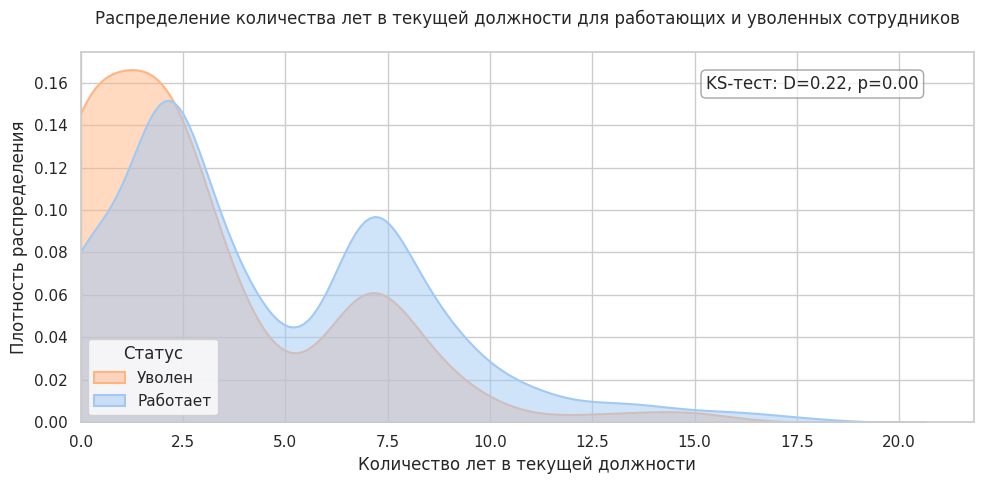 Распределение количества лет в текущей должности для работающих и уволенных сотрудников
KS-тест: D=0.22, p=0.00
Плотность распределения
0.16
0.14
0.12
0.10
0.08
0.06
0.04
0.02
0.00
Статус
Уволен
Работает
0.0 2.5 5.0 7.5 10.0 12.5 15.0 17.5 20.0
Количество лет в текущей должности